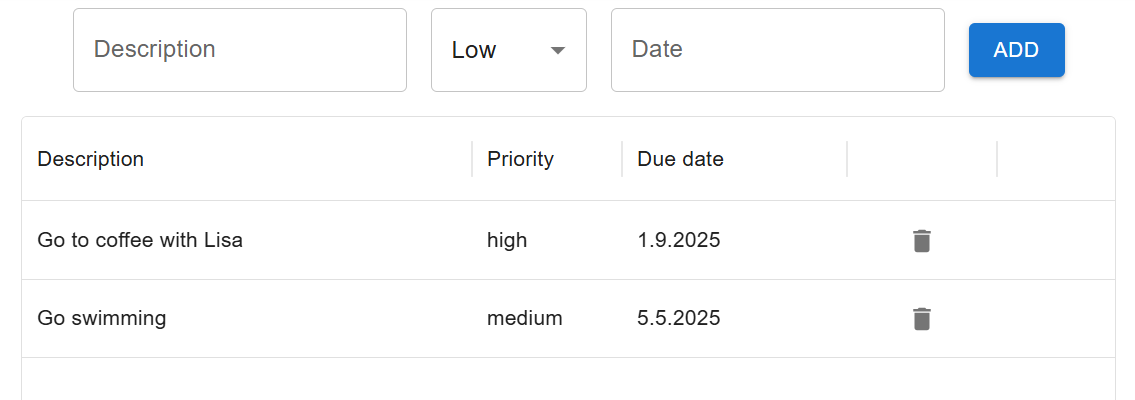 Description Low Date ADD
Description Priority Due date
Go to coffee with Lisa high 1.9.2025
Go swimming medium 5.5.2025